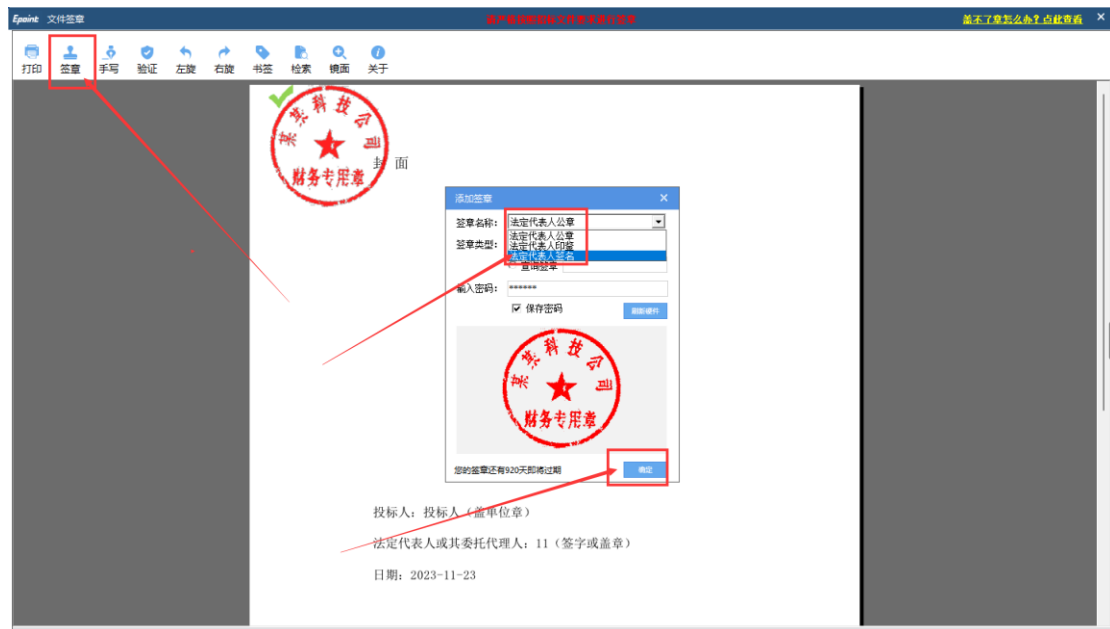 Epoint 文件签章
盖不了章怎么办? 点此查看 ×
打印 签章 手写 验证 左旋 右旋 书签 检索 镜面 关于
某某科技公司
财务专用章
封 面
添加签章 ×
签章名称: 法定代表人公章
法定代表人公章
签章类型: 法定代表人印鉴
法定代表人签名
查询签章
输入密码: ******
保存密码
刷新硬件
某某科技公司
财务专用章
您的签章还有920天即将过期
确定
投标人: 投标人（盖单位章）
法定代表人或其委托代理人: 11（签字或盖章）
日期: 2023-11-23